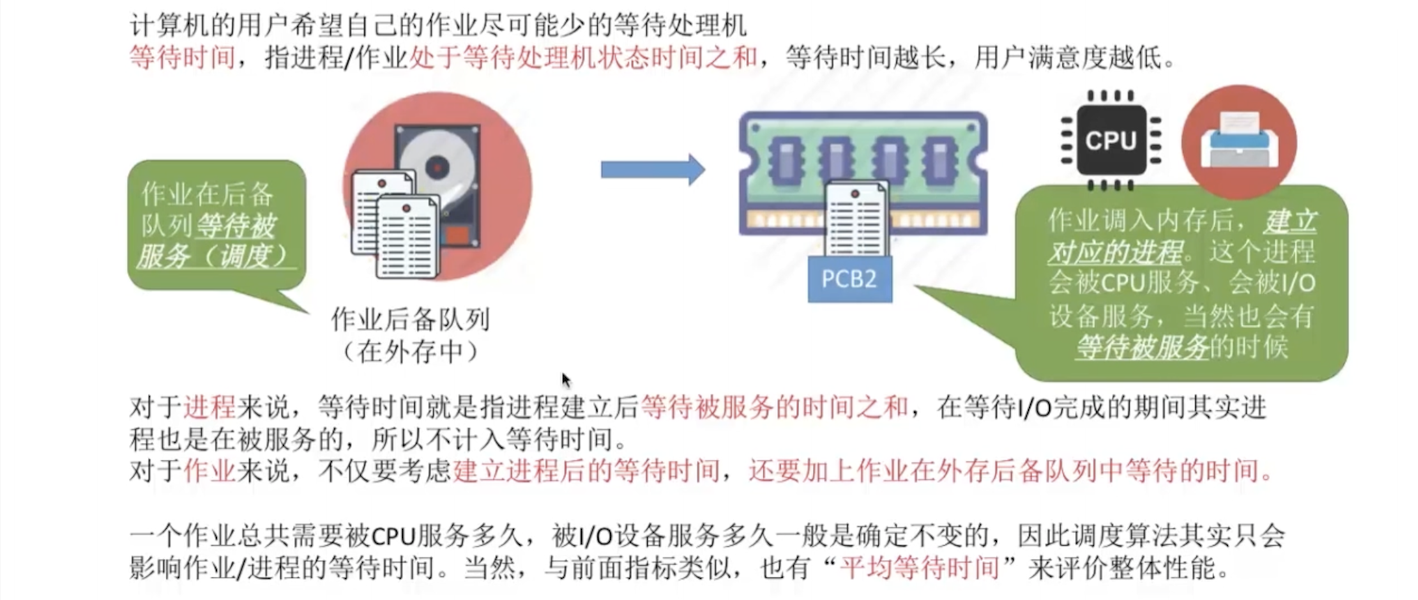 计算机的用户希望自己的作业尽可能少的等待处理机
等待时间，指进程/作业处于等待处理机状态时间之和，等待时间越长，用户满意度越低。
作业在后备
队列等待被
服务（调度）
作业后备队列
（在外存中）
PCB2
CPU
作业调入内存后，建立
对应的进程。这个进程
会被CPU服务、会被I/O
设备服务，当然也会有
等待被服务的时候
对于进程来说，等待时间就是指进程建立后等待被服务的时间之和，在等待I/O完成的期间其实进
程也是在被服务的，所以不计入等待时间。
对于作业来说，不仅要考虑建立进程后的等待时间，还要加上作业在外存后备队列中等待的时间。
一个作业总共需要被CPU服务多久，被I/O设备服务多久一般是确定不变的，因此调度算法其实只会
影响作业/进程的等待时间。当然，与前面指标类似，也有“平均等待时间”来评价整体性能。